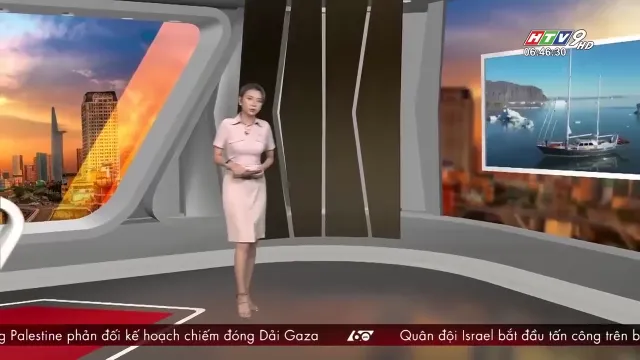 HTV9 HD
06:46:30
g Palestine phản đối kế hoạch chiếm đóng Dải Gaza 60 Quân đội Israel bắt đầu tấn công trên b